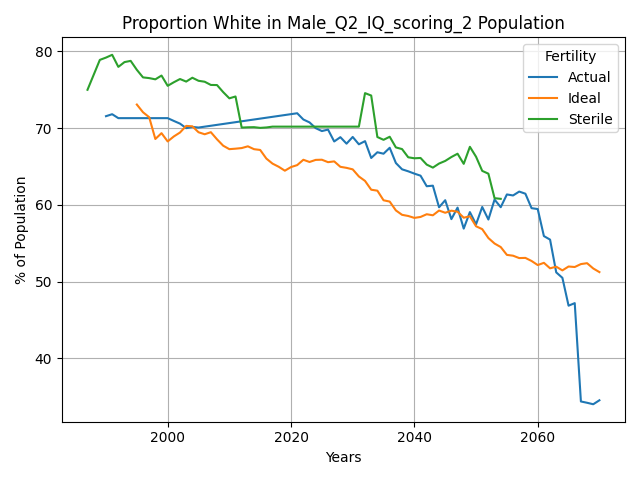 Proportion White in Male_Q2_IQ_scoring_2 Population
Fertility
Actual
Ideal
Sterile
% of Population
80
70
60
50
40
2000
2020
2040
2060
Years